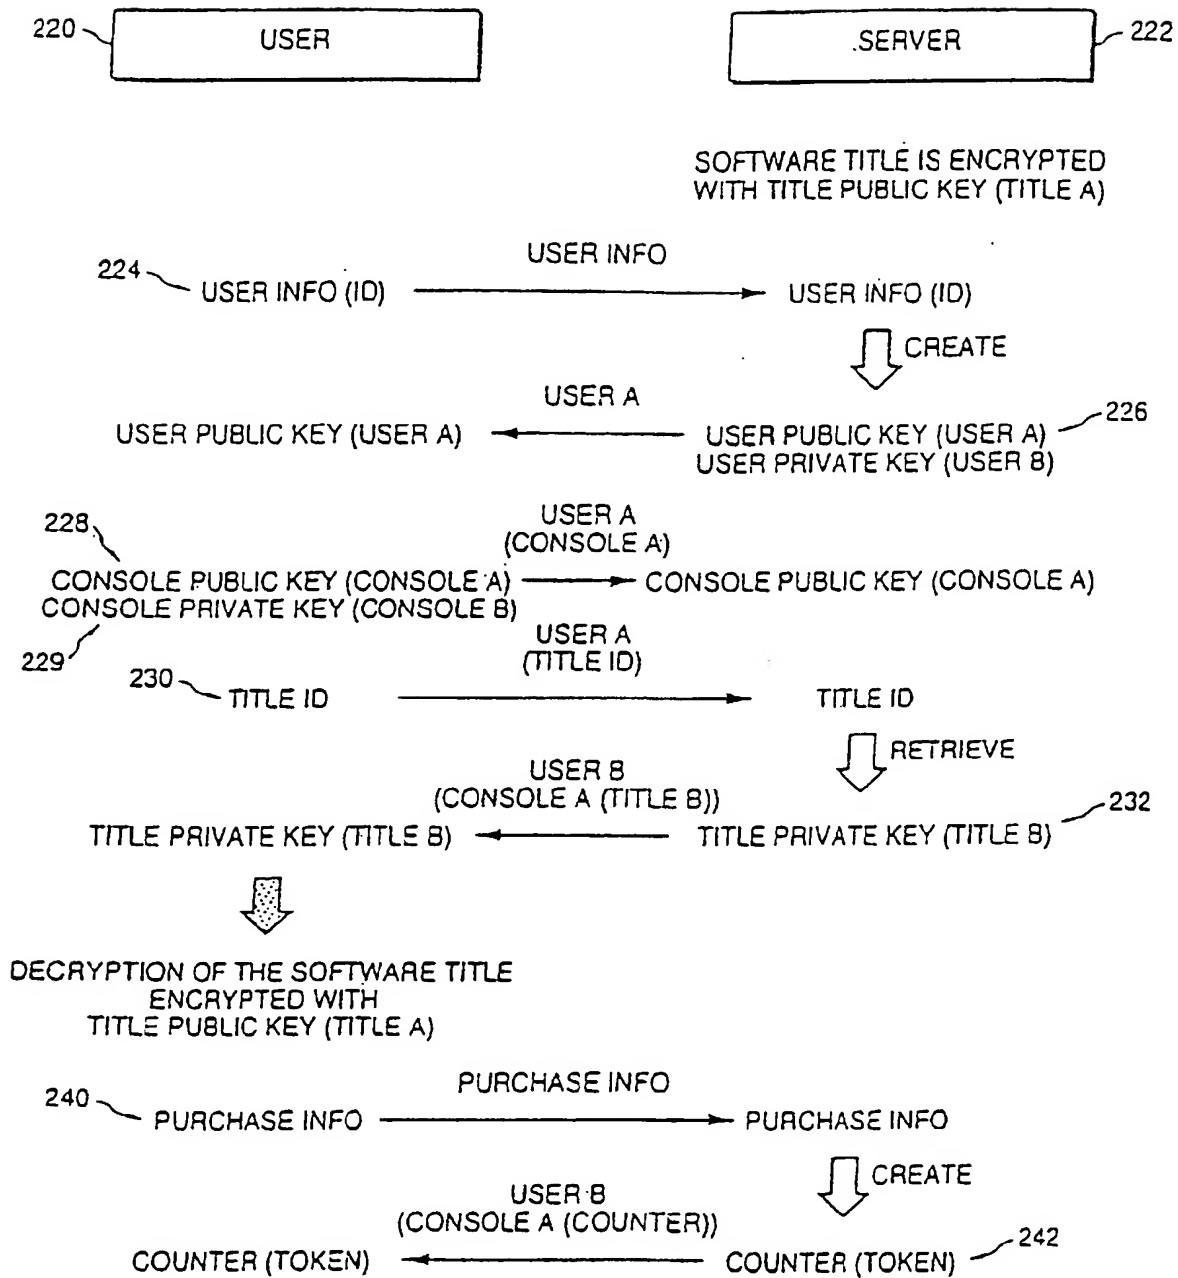 220
USER
.SERVER
222
SOFTWARE TITLE IS ENCRYPTED
WITH TITLE PUBLIC KEY (TITLE A)
USER INFO
224
USER INFO (ID)
USER INFO (ID)
CREATE
USER A
226
USER PUBLIC KEY (USER A)
USER PUBLIC KEY (USER A)
USER PRIVATE KEY (USER B)
228
USER A
(CONSOLE A)
CONSOLE PUBLIC KEY (CONSOLE A)
CONSOLE PUBLIC KEY (CONSOLE A)
CONSOLE PRIVATE KEY (CONSOLE B)
229
USER A
(TITLE ID)
230
TITLE ID
TITLE ID
RETRIEVE
USER B
(CONSOLE A (TITLE B))
232
TITLE PRIVATE KEY (TITLE B)
TITLE PRIVATE KEY (TITLE B)
DECRYPTION OF THE SOFTWARE TITLE
ENCRYPTED WITH
TITLE PUBLIC KEY (TITLE A)
PURCHASE INFO
240
PURCHASE INFO
PURCHASE INFO
CREATE
USER B
(CONSOLE A (COUNTER))
242
COUNTER (TOKEN)
COUNTER (TOKEN)